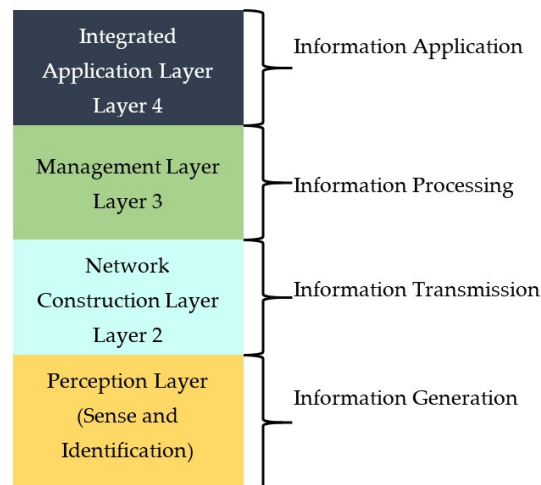 Integrated
Application Layer
Layer 4
Information Application
Management Layer
Layer 3
Information Processing
Network
Construction Layer
Layer 2
Information Transmission
Perception Layer
(Sense and
Identification)
Information Generation